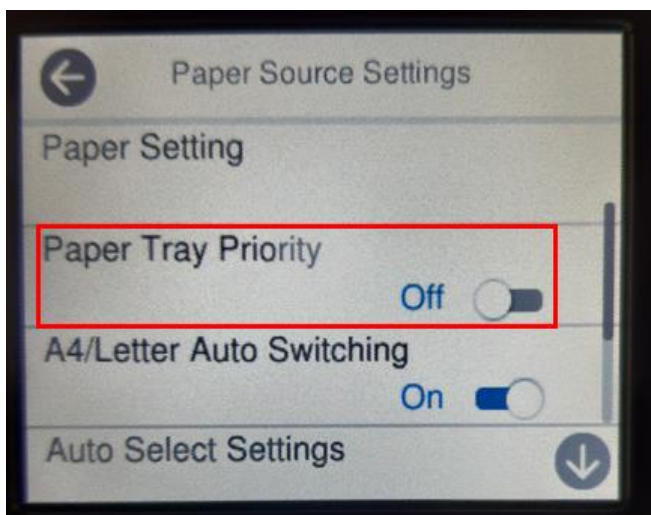 Paper Source Settings
Paper Setting
Paper Tray Priority
Off
A4/Letter Auto Switching
On
Auto Select Settings